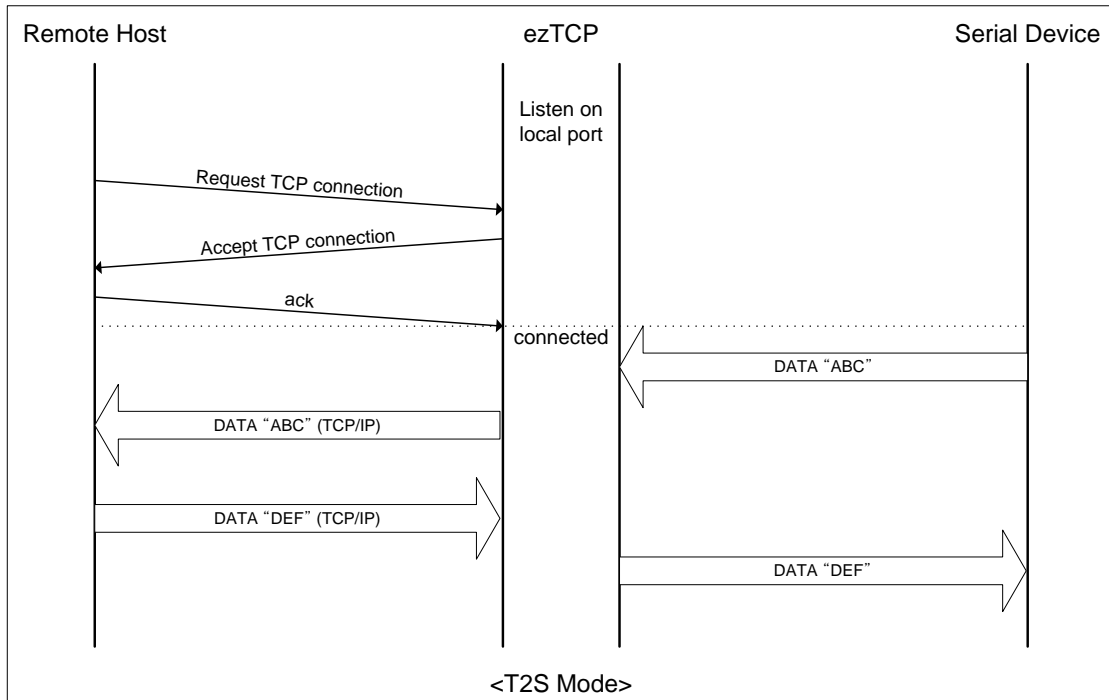 Remote Host
ezTCP
Serial Device
Listen on
local port
Request TCP connection
Accept TCP connection
ack
connected
DATA “ABC”
DATA “ABC” (TCP/IP)
DATA “DEF” (TCP/IP)
DATA “DEF”
<T2S Mode>